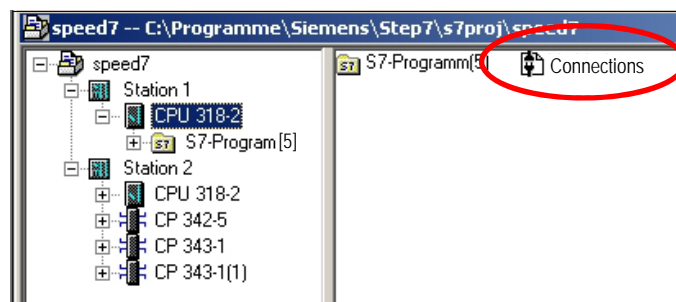 speed7 -- C:\Programme\Siemens\Step7\s7proj\speed7
speed7
Station 1
CPU 318-2
S7-Program[5]
Station 2
CPU 318-2
CP 342-5
CP 343-1
CP 343-1(1)
S7-Programm(5) Connections